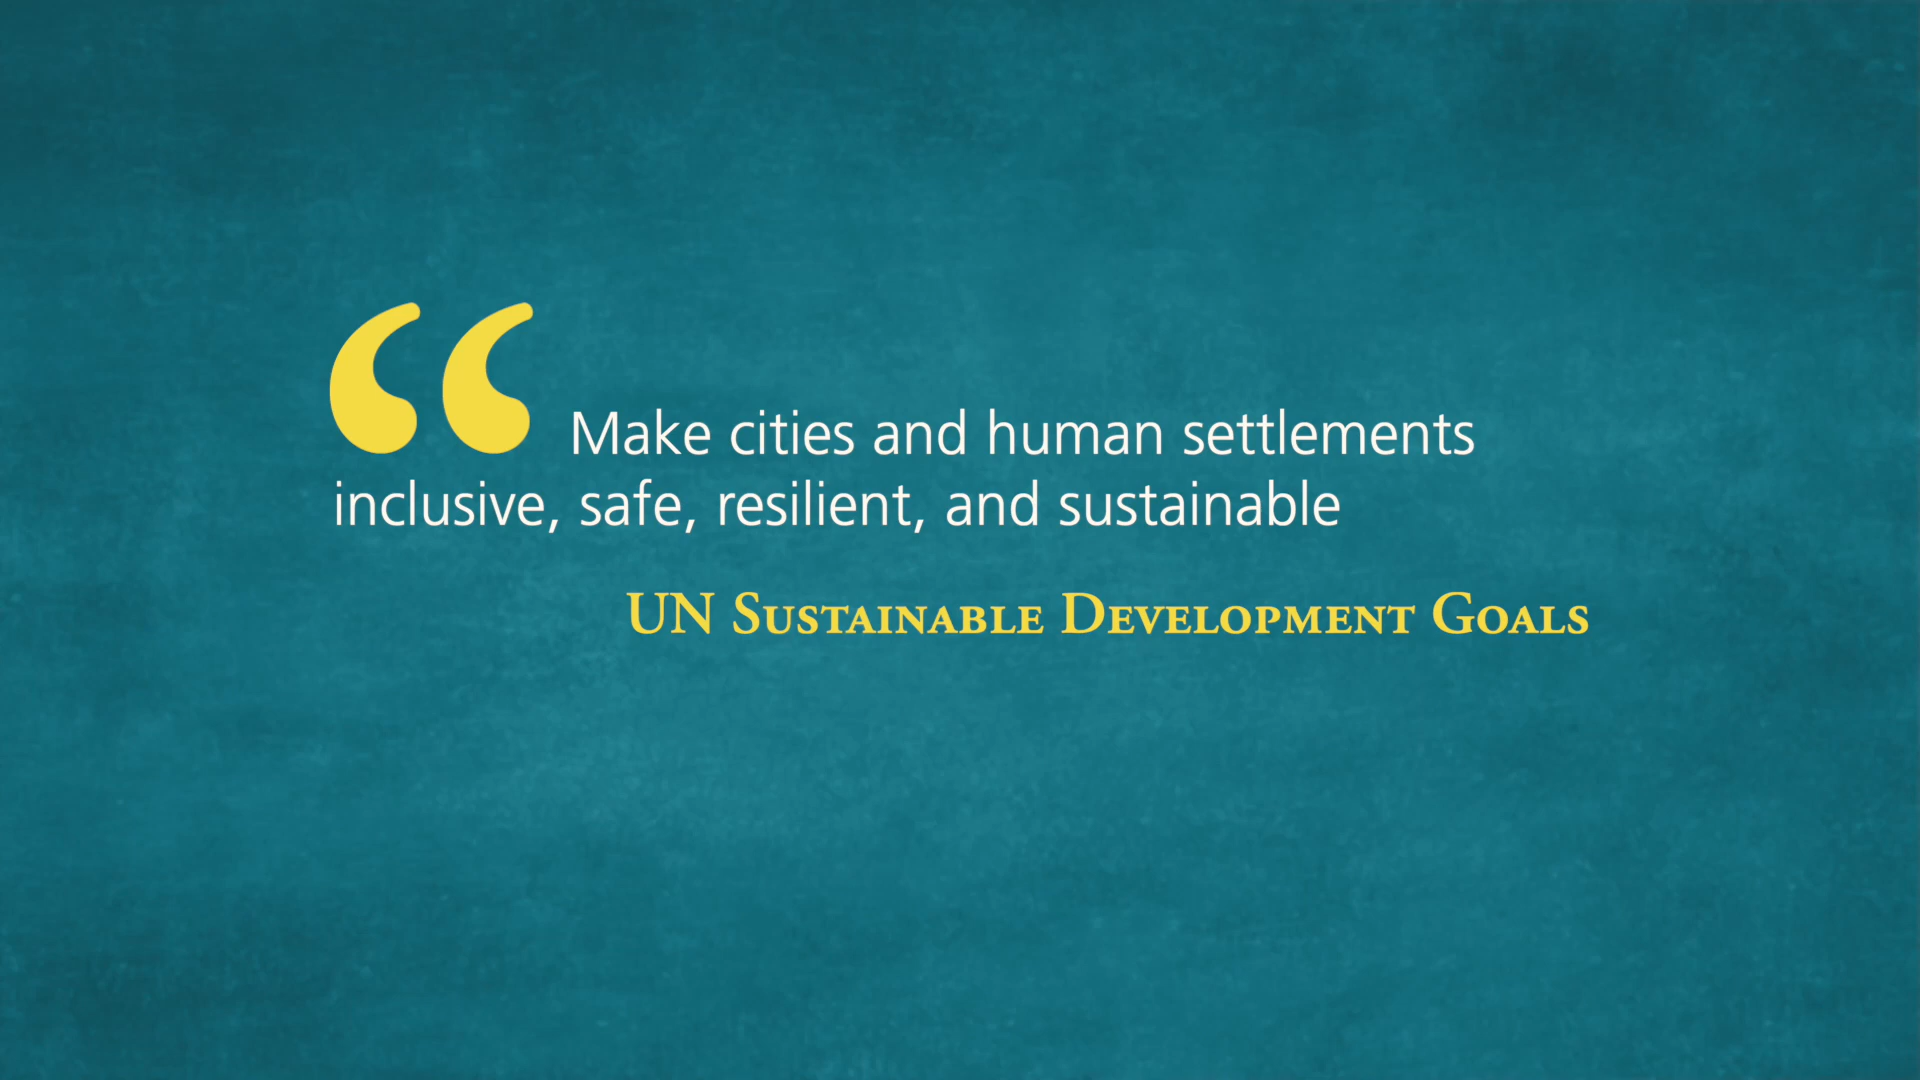 “ Make cities and human settlements
inclusive, safe, resilient, and sustainable
UN Sustainable Development Goals